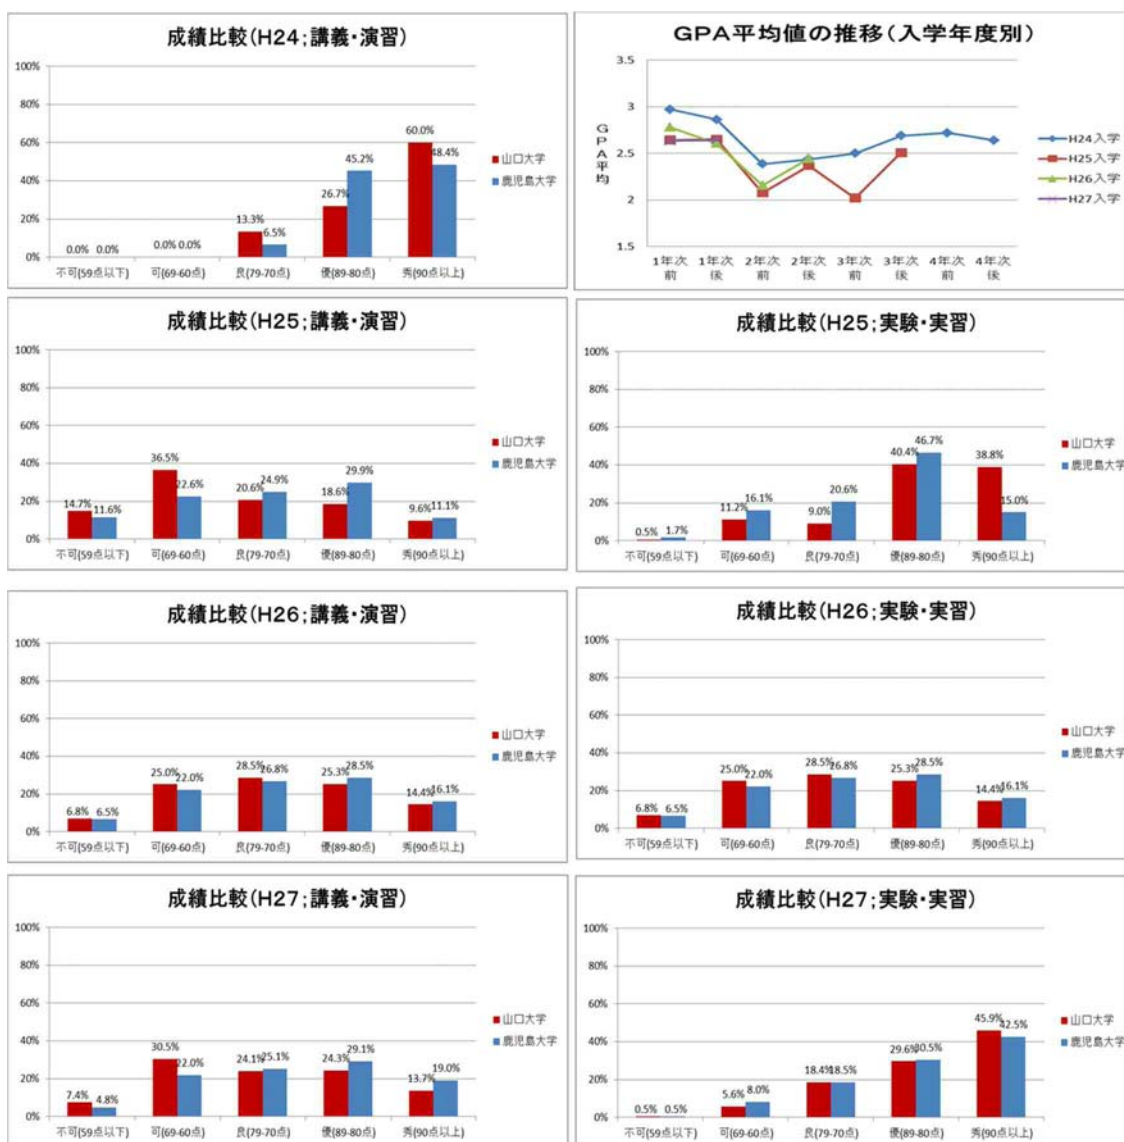 成績比較(H24;講義・演習)
100%
80%
60%
40%
20%
0%
0.0% 0.0%
0.0% 0.0%
13.3% 6.5%
26.7% 45.2%
60.0% 48.4%
不可(59点以下) 可(69-60点) 良(79-70点) 優(89-80点) 秀(90点以上)
山口大学
鹿児島大学
GPA平均値の推移(入学年度別)
3.5
3
2.5
2
1.5
GPA平均
1年次前 1年次後 2年次前 2年次後 3年次前 3年次後 4年次前 4年次後
H24入学
H25入学
H26入学
H27入学
成績比較(H25;講義・演習)
100%
80%
60%
40%
20%
0%
14.7% 11.6%
36.5% 22.6%
20.6% 24.9%
18.6% 29.9%
9.6% 11.1%
不可(59点以下) 可(69-60点) 良(79-70点) 優(89-80点) 秀(90点以上)
山口大学
鹿児島大学
成績比較(H25;実験・実習)
100%
80%
60%
40%
20%
0%
0.5% 1.7%
11.2% 16.1%
9.0% 20.6%
40.4% 46.7%
38.8% 15.0%
不可(59点以下) 可(69-60点) 良(79-70点) 優(89-80点) 秀(90点以上)
山口大学
鹿児島大学
成績比較(H26;講義・演習)
100%
80%
60%
40%
20%
0%
6.8% 6.5%
25.0% 22.0%
28.5% 26.8%
25.3% 28.5%
14.4% 16.1%
不可(59点以下) 可(69-60点) 良(79-70点) 優(89-80点) 秀(90点以上)
山口大学
鹿児島大学
成績比較(H26;実験・実習)
100%
80%
60%
40%
20%
0%
6.8% 6.5%
25.0% 22.0%
28.5% 26.8%
25.3% 28.5%
14.4% 16.1%
不可(59点以下) 可(69-60点) 良(79-70点) 優(89-80点) 秀(90点以上)
山口大学
鹿児島大学
成績比較(H27;講義・演習)
100%
80%
60%
40%
20%
0%
7.4% 4.8%
30.5% 22.0%
24.1% 25.1%
24.3% 29.1%
13.7% 19.0%
不可(59点以下) 可(69-60点) 良(79-70点) 優(89-80点) 秀(90点以上)
山口大学
鹿児島大学
成績比較(H27;実験・実習)
100%
80%
60%
40%
20%
0%
0.5% 0.5%
5.6% 8.0%
18.4% 18.5%
29.6% 30.5%
45.9% 42.5%
不可(59点以下) 可(69-60点) 良(79-70点) 優(89-80点) 秀(90点以上)
山口大学
鹿児島大学